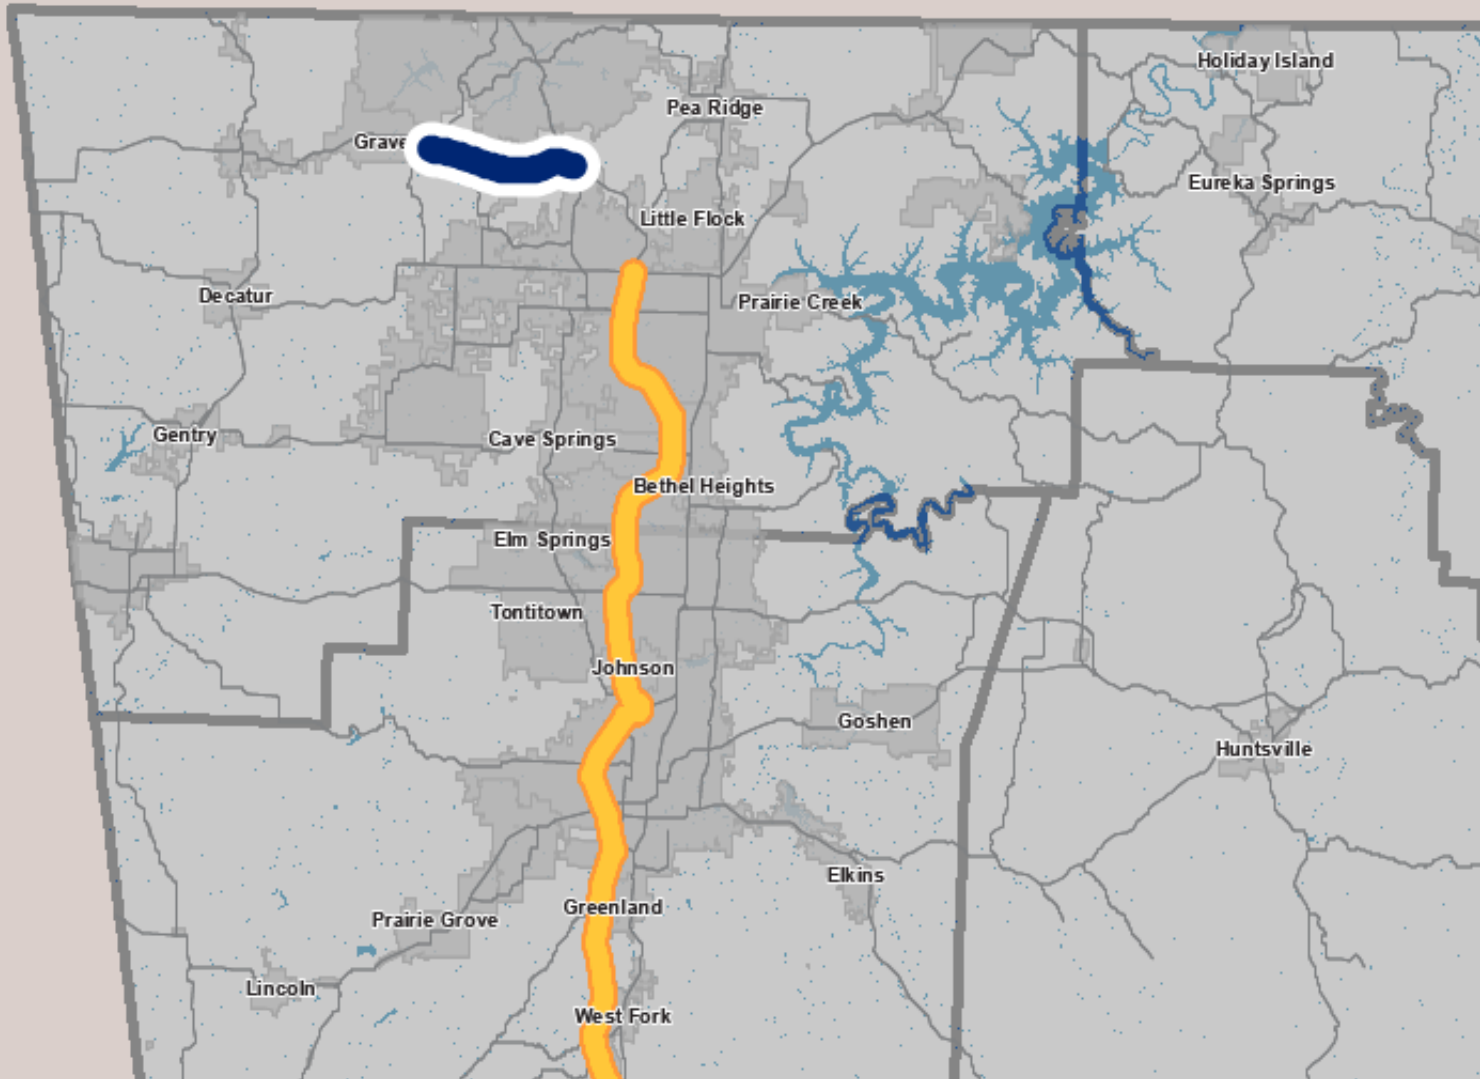 Holiday Island
Pea Ridge
Grave
Eureka Springs
Little Flock
Decatur
Prairie Creek
Gentry
Cave Springs
Bethel Heights
Elm Springs
Tontitown
Johnson
Goshen
Huntsville
Elkins
Greenland
Prairie Grove
Lincoln
West Fork